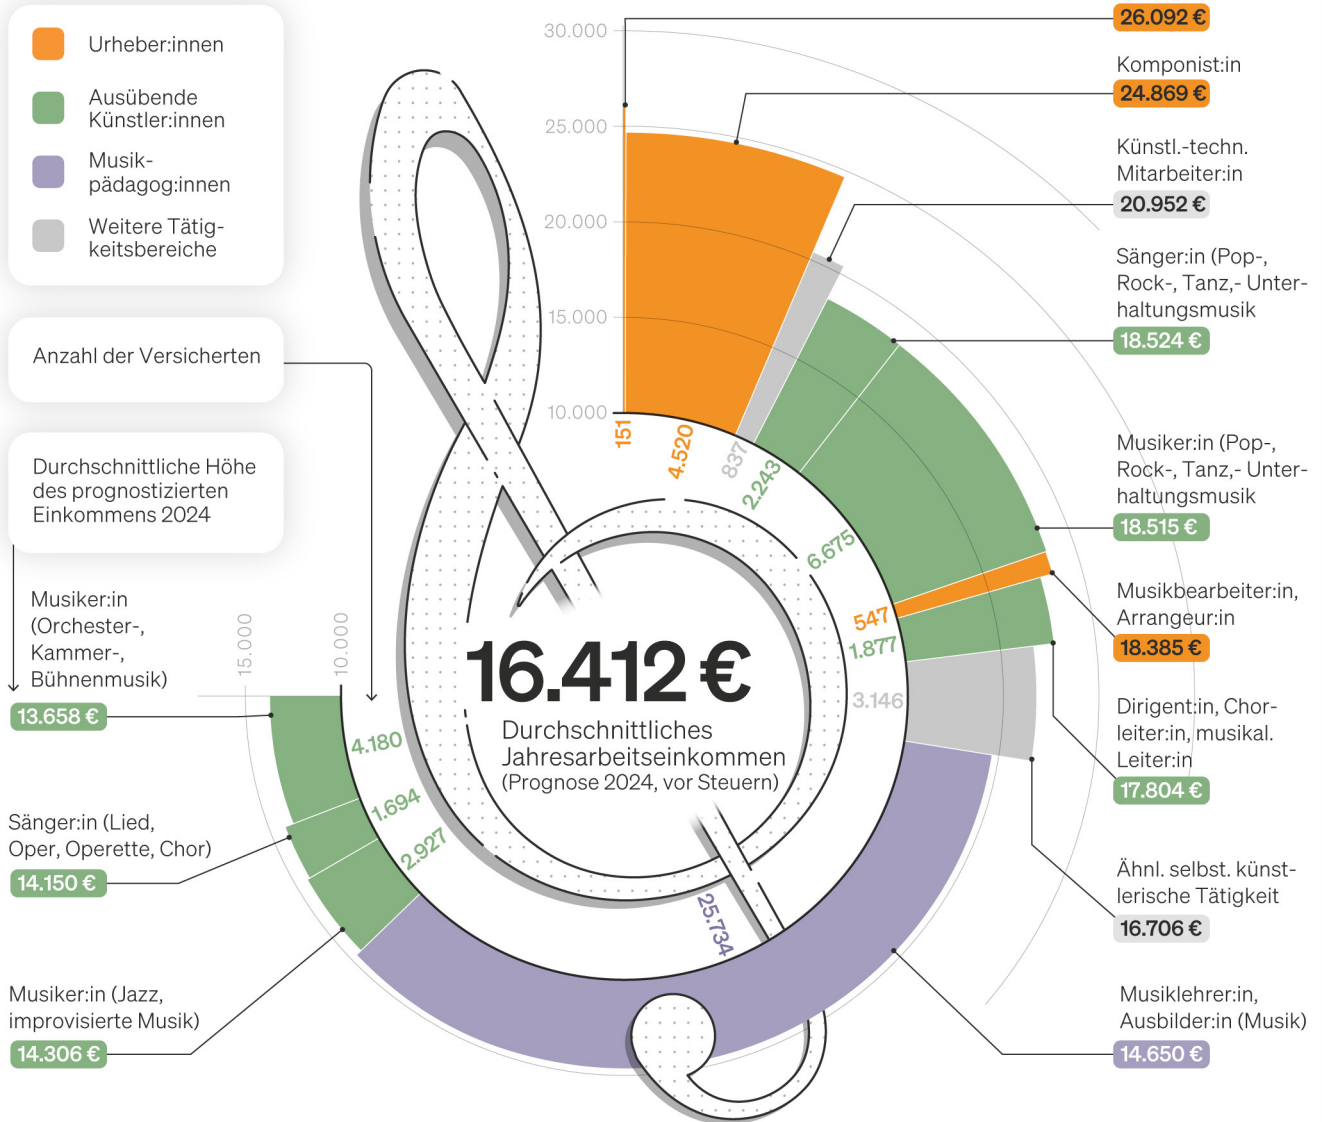 Urheber:innen
Ausübende
Künstler:innen
Musik-
pädagog:innen
Weitere Tätig-
keitsbereiche
Anzahl der Versicherten
Durchschnittliche Höhe
des prognostizierten
Einkommens 2024
30.000
25.000
20.000
15.000
10.000
26.092 €
Komponist:in
24.869 €
Künstl.-techn.
Mitarbeiter:in
20.952 €
Sänger:in (Pop-,
Rock-, Tanz,- Unter-
haltungsmusik
18.524 €
Musiker:in (Pop-,
Rock-, Tanz,- Unter-
haltungsmusik
18.515 €
Musikbearbeiter:in,
Arrangeur:in
18.385 €
Dirigent:in, Chor-
leiter:in, musikal.
Leiter:in
17.804 €
Ähnl. selbst. künst-
lerische Tätigkeit
16.706 €
Musiklehrer:in,
Ausbilder:in (Musik)
14.650 €
151
4.520
837
2.243
6.675
547
1.877
3.146
25.734
2.927
1.694
4.180
16.412 €
Durchschnittliches
Jahresarbeitseinkommen
(Prognose 2024, vor Steuern)
15.000
10.000
Musiker:in
(Orchester-,
Kammer-,
Bühnenmusik)
13.658 €
Sänger:in (Lied,
Oper, Operette, Chor)
14.150 €
Musiker:in (Jazz,
improvisierte Musik)
14.306 €